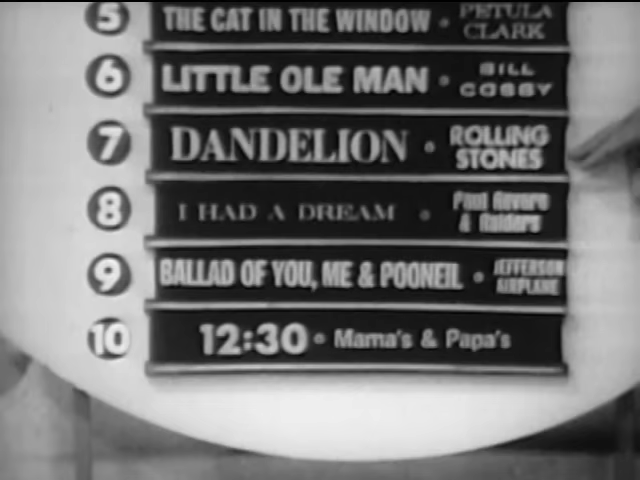 5 THE CAT IN THE WINDOW • PETULA CLARK
6 LITTLE OLE MAN • BILL COSBY
7 DANDELION • ROLLING STONES
8 I HAD A DREAM • Paul Revere & Raiders
9 BALLAD OF YOU, ME & POONEIL • JEFFERSON AIRPLANE
10 12:30 • Mama's & Papa's